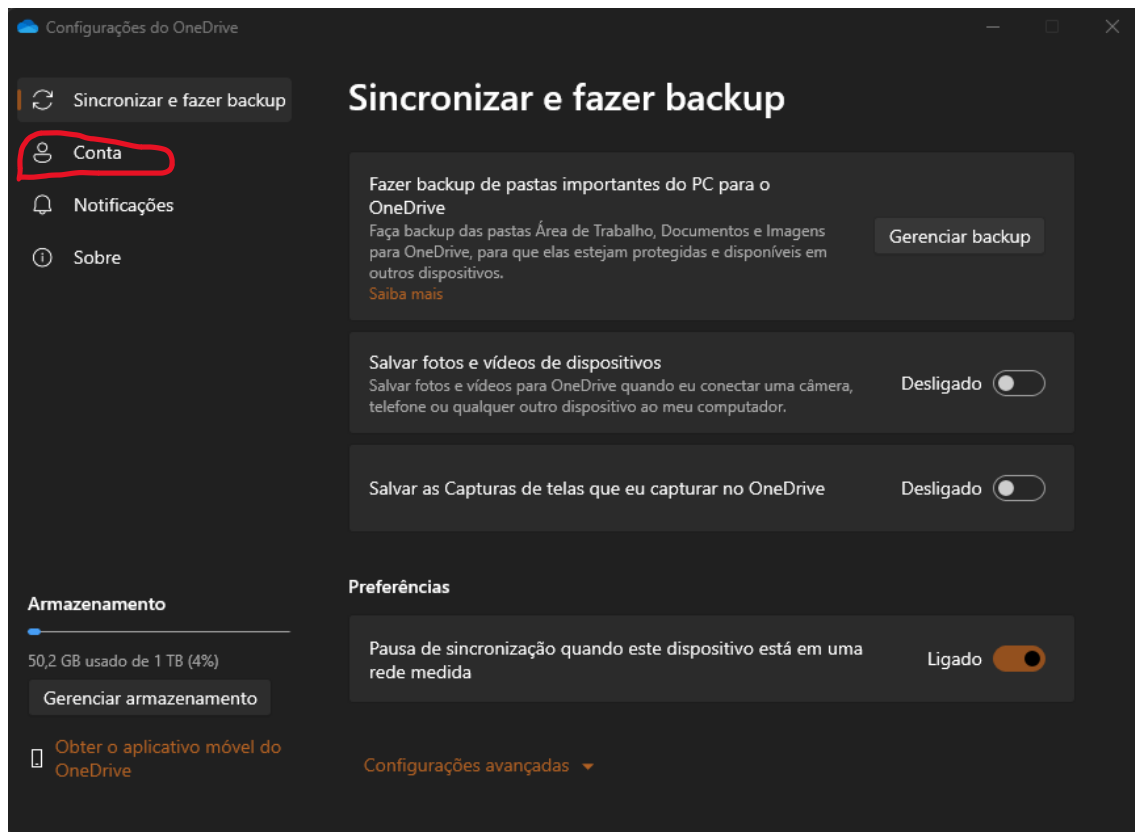 Configurações do OneDrive
Sincronizar e fazer backup
Conta
Notificações
Sobre
Armazenamento
50,2 GB usado de 1 TB (4%)
Gerenciar armazenamento
Obter o aplicativo móvel do
OneDrive
Sincronizar e fazer backup
Fazer backup de pastas importantes do PC para o
OneDrive
Faça backup das pastas Área de Trabalho, Documentos e Imagens
para OneDrive, para que elas estejam protegidas e disponíveis em
outros dispositivos.
Saiba mais
Gerenciar backup
Salvar fotos e vídeos de dispositivos
Salvar fotos e vídeos para OneDrive quando eu conectar uma câmera,
telefone ou qualquer outro dispositivo ao meu computador.
Desligado
Salvar as Capturas de telas que eu capturar no OneDrive
Desligado
Preferências
Pausa de sincronização quando este dispositivo está em uma
rede medida
Ligado
Configurações avançadas